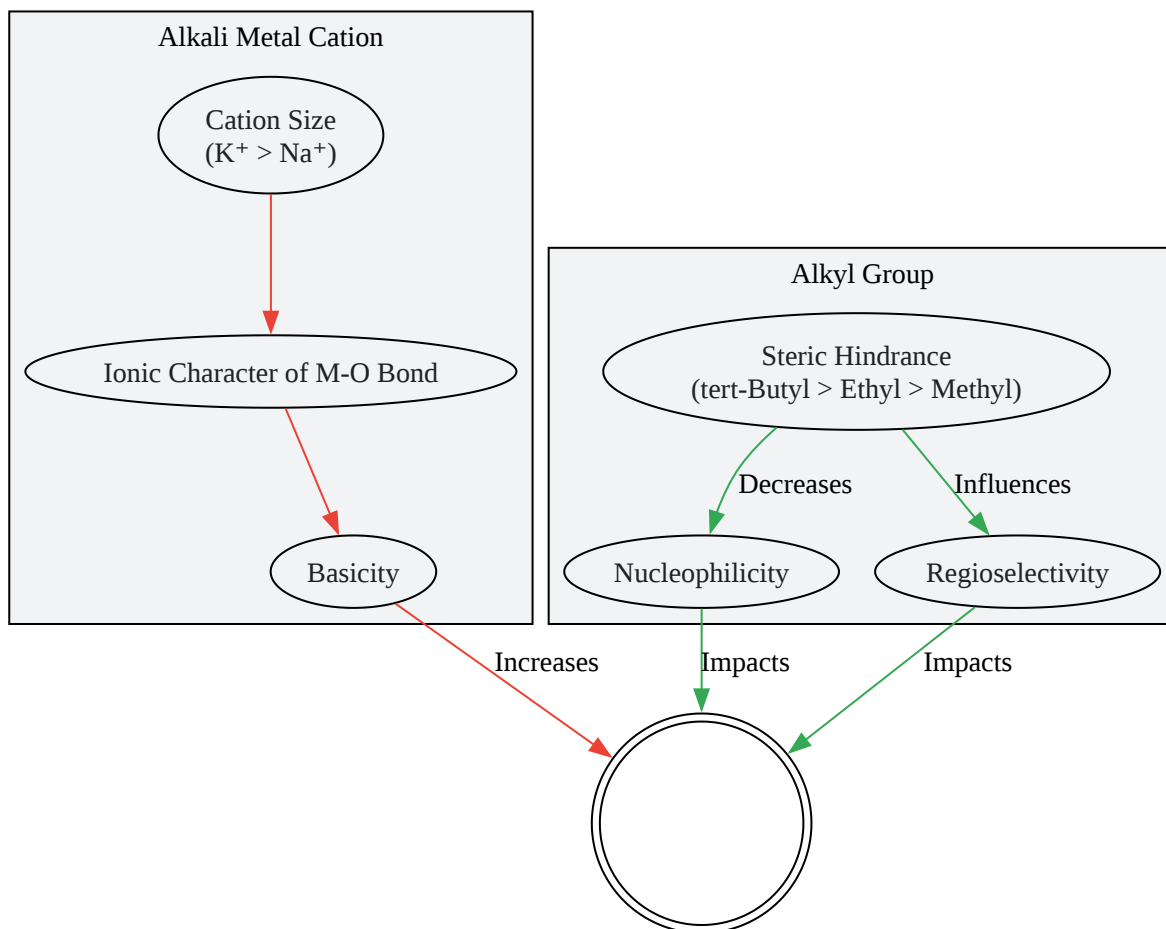 Alkali Metal Cation
Cation Size
(K⁺ > Na⁺)
Ionic Character of M-O Bond
Basicity
Alkyl Group
Steric Hindrance
(tert-Butyl > Ethyl > Methyl)
Decreases
Influences
Nucleophilicity
Regioselectivity
Increases
Impacts
Impacts